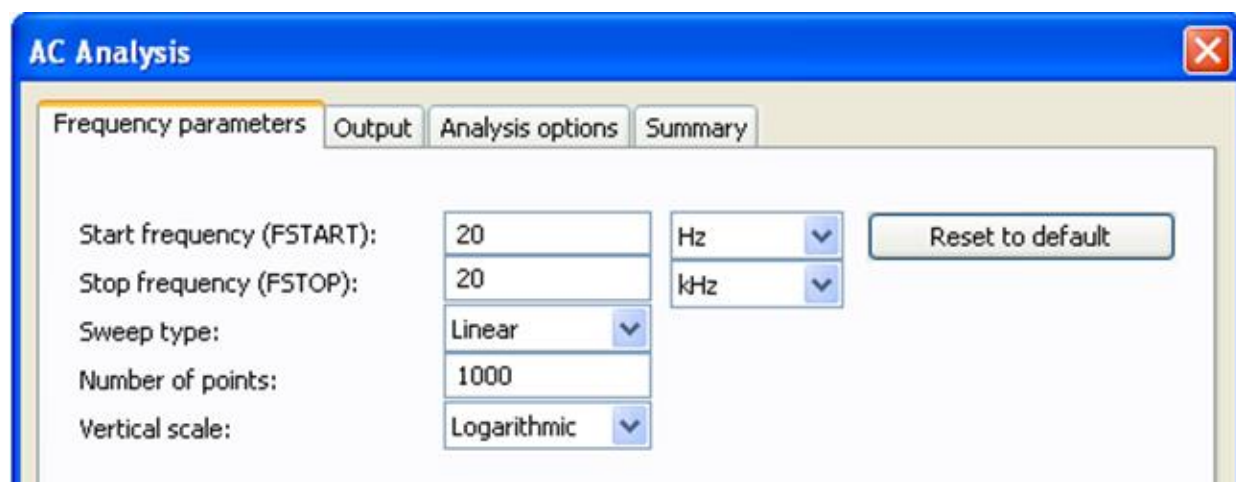 AC Analysis
Frequency parameters Output Analysis options Summary
Start frequency (FSTART): 20 Hz Reset to default
Stop frequency (FSTOP): 20 kHz
Sweep type: Linear
Number of points: 1000
Vertical scale: Logarithmic